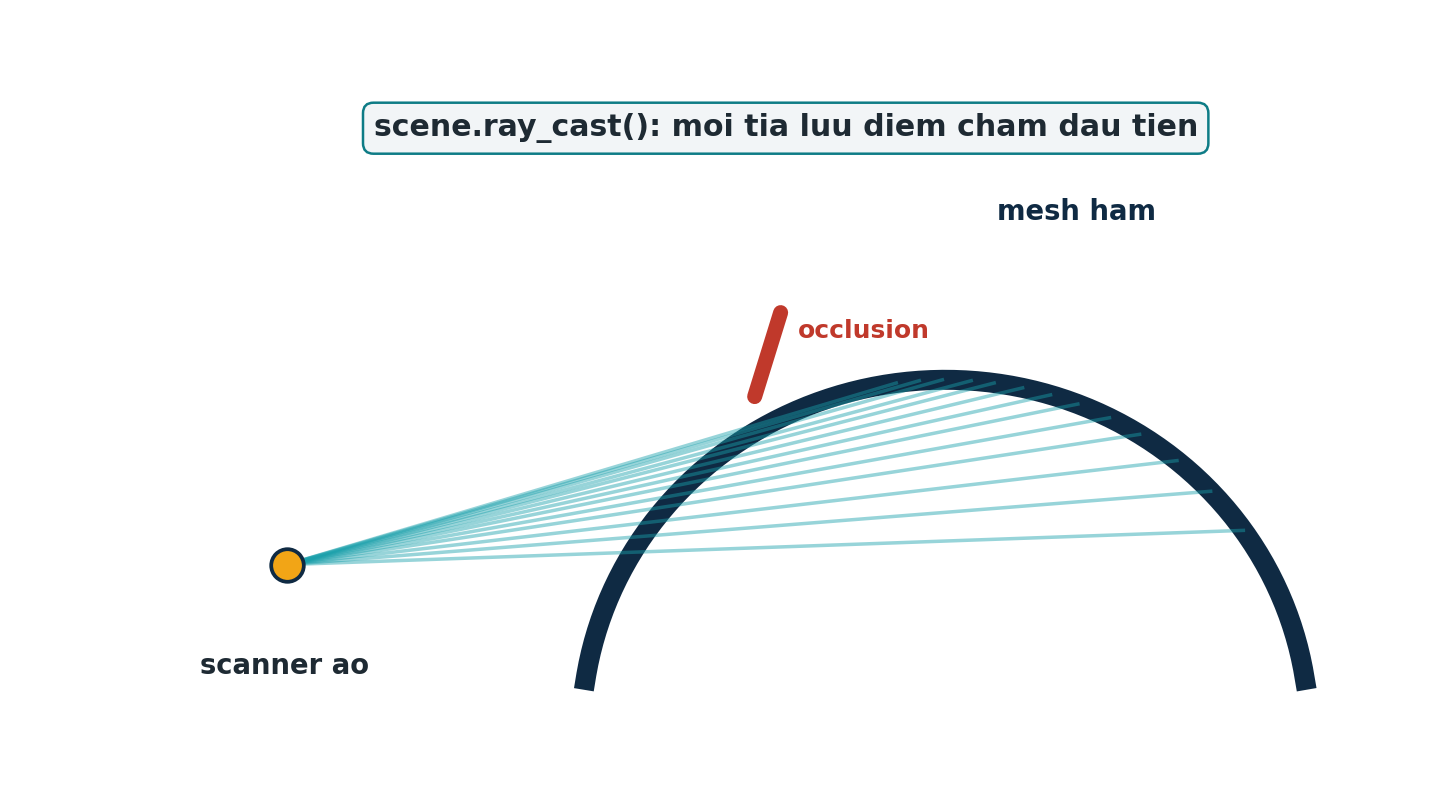 scene.ray_cast(): moi tia luu diem cham dau tien
mesh ham
occlusion
scanner ao